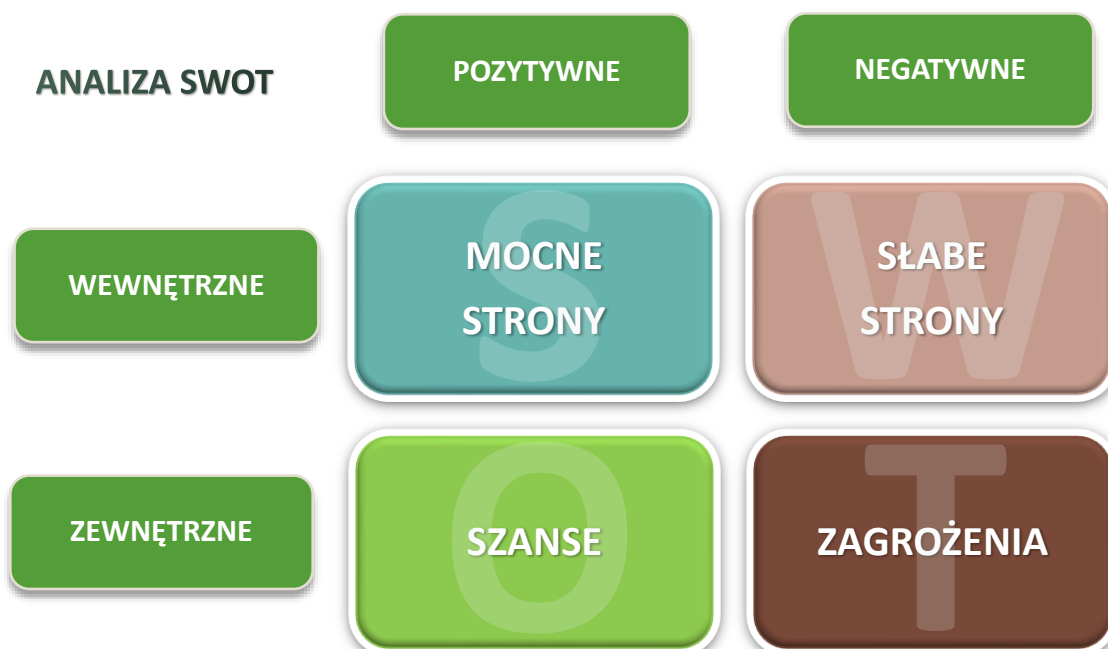 ANALIZA SWOT
POZYTYWNE
NEGATYWNE
WEWNĘTRZNE
S
MOCNE
STRONY
W
SŁABE
STRONY
ZEWNĘTRZNE
O
SZANSE
T
ZAGROŻENIA